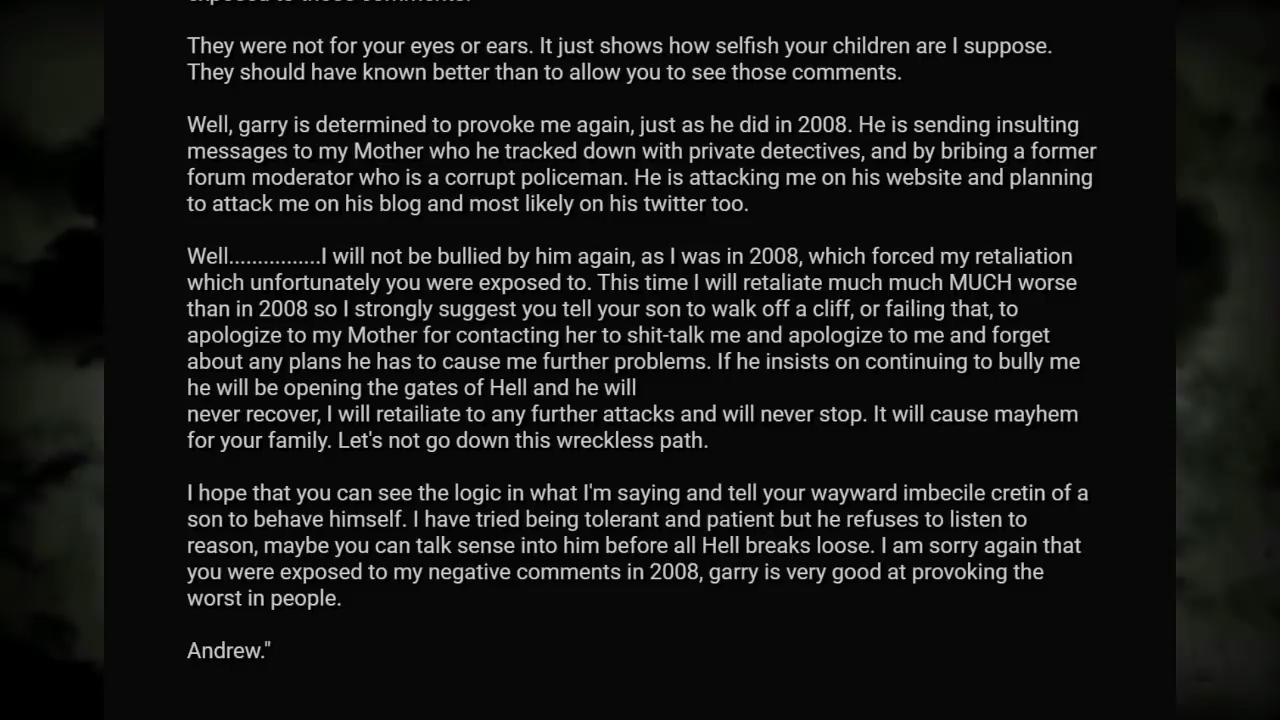 They were not for your eyes or ears. It just shows how selfish your children are I suppose.
They should have known better than to allow you to see those comments.
Well, garry is determined to provoke me again, just as he did in 2008. He is sending insulting
messages to my Mother who he tracked down with private detectives, and by bribing a former
forum moderator who is a corrupt policeman. He is attacking me on his website and planning
to attack me on his blog and most likely on his twitter too.
Well................I will not be bullied by him again, as I was in 2008, which forced my retaliation
which unfortunately you were exposed to. This time I will retaliate much much MUCH worse
than in 2008 so I strongly suggest you tell your son to walk off a cliff, or failing that, to
apologize to my Mother for contacting her to shit-talk me and apologize to me and forget
about any plans he has to cause me further problems. If he insists on continuing to bully me
he will be opening the gates of Hell and he will
never recover, I will retailiate to any further attacks and will never stop. It will cause mayhem
for your family. Let's not go down this wreckless path.
I hope that you can see the logic in what I'm saying and tell your wayward imbecile cretin of a
son to behave himself. I have tried being tolerant and patient but he refuses to listen to
reason, maybe you can talk sense into him before all Hell breaks loose. I am sorry again that
you were exposed to my negative comments in 2008, garry is very good at provoking the
worst in people.
Andrew."